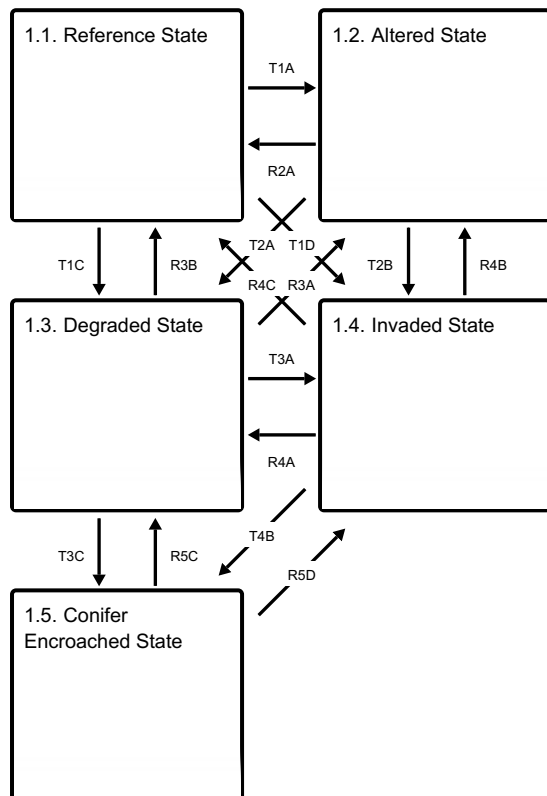 1.1. Reference State
1.2. Altered State
T1A
R2A
T1C
R3B
T2A
T1D
R4C
R3A
T2B
R4B
1.3. Degraded State
1.4. Invaded State
T3A
R4A
T3C
R5C
T4B
R5D
1.5. Conifer
Encroached State